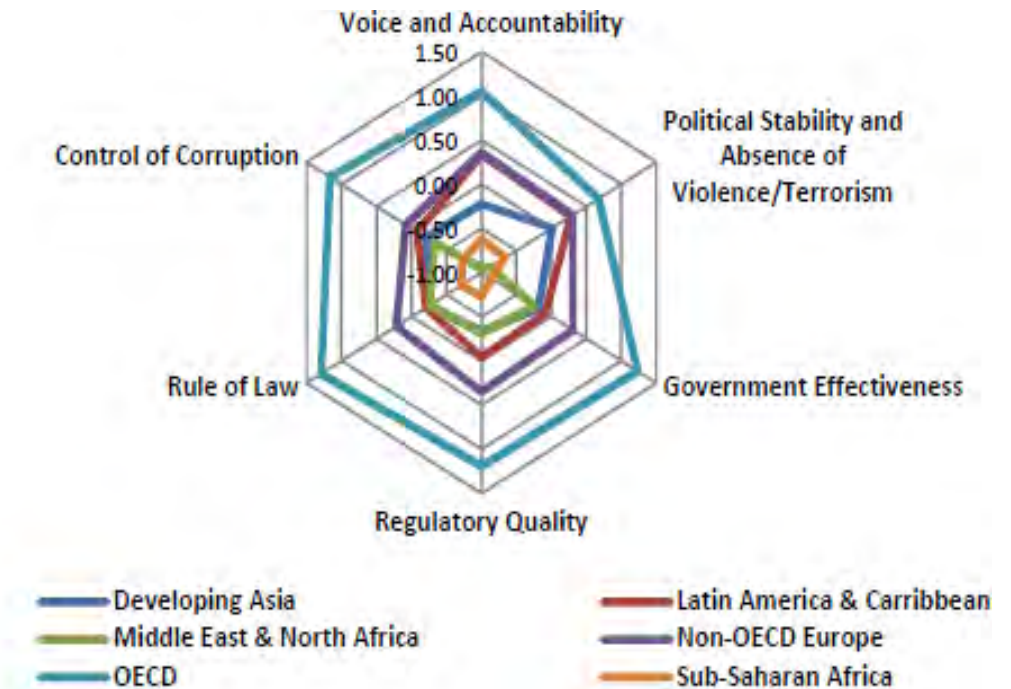 Voice and Accountability
1.50
1.00
0.50
0.00
-0.50
-1.00
Political Stability and
Absence of
Violence/Terrorism
Control of Corruption
Rule of Law
Government Effectiveness
Regulatory Quality
Developing Asia
Latin America & Carribbean
Middle East & North Africa
Non-OECD Europe
OECD
Sub-Saharan Africa